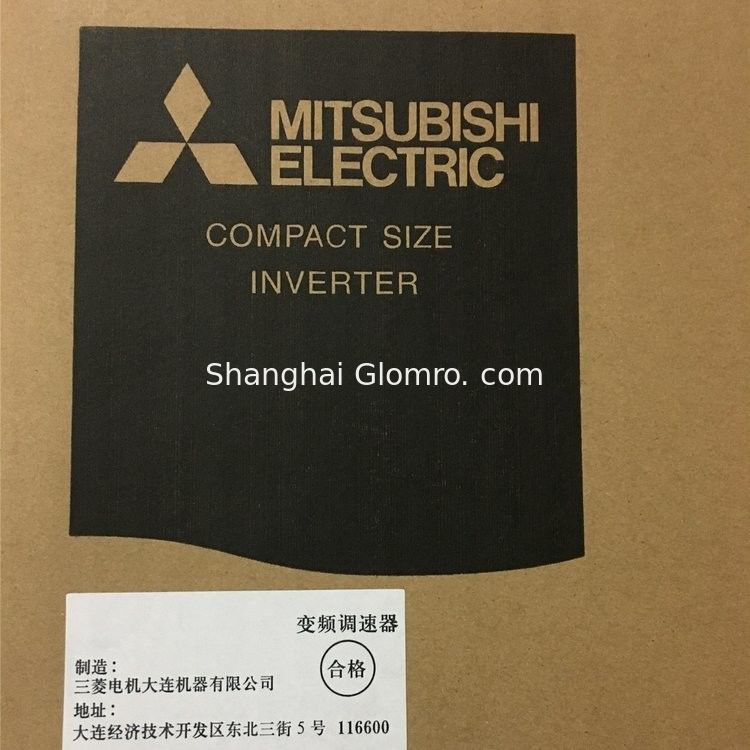 MITSUBISHI
ELECTRIC
COMPACT SIZE
INVERTER
Shanghai Glomro. com
变频调速器
合格
制造：
三菱电机大连机器有限公司
地址：
大连经济技术开发区东北三街 5 号 116600